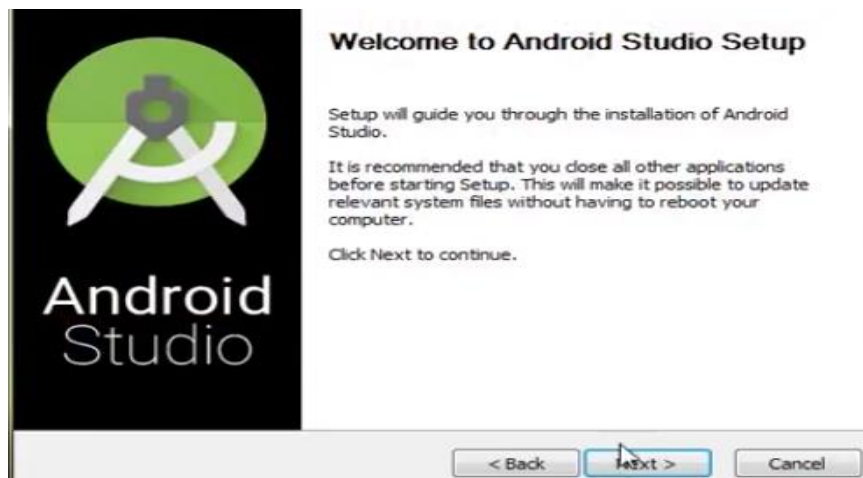 Welcome to Android Studio Setup
Setup will guide you through the installation of Android
Studio.
It is recommended that you close all other applications
before starting Setup. This will make it possible to update
relevant system files without having to reboot your
computer.
Click Next to continue.
Android
Studio
< Back
Next >
Cancel